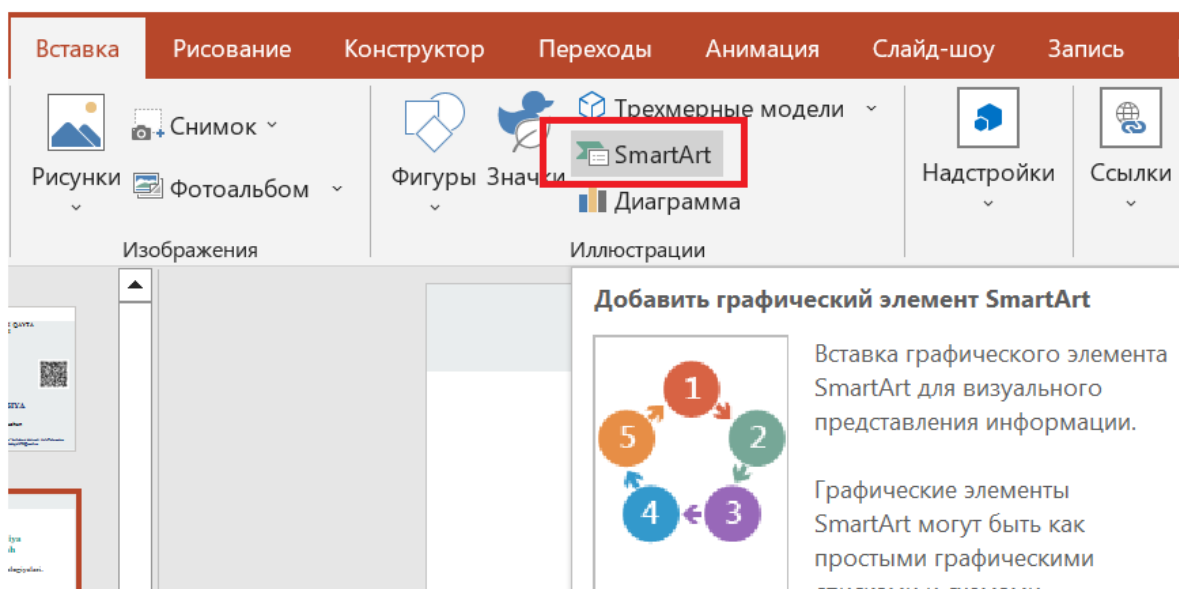 Вставка Рисование Конструктор Переходы Анимация Слайд-шоу Запись
Рисунки
Снимок
Фотоальбом
Изображения
Фигуры
Значки
Трехмерные модели
SmartArt
Диаграмма
Иллюстрации
Надстройки
Ссылки
Добавить графический элемент SmartArt
1
2
3
4
5
Вставка графического элемента
SmartArt для визуального
представления информации.
Графические элементы
SmartArt могут быть как
простыми графическими